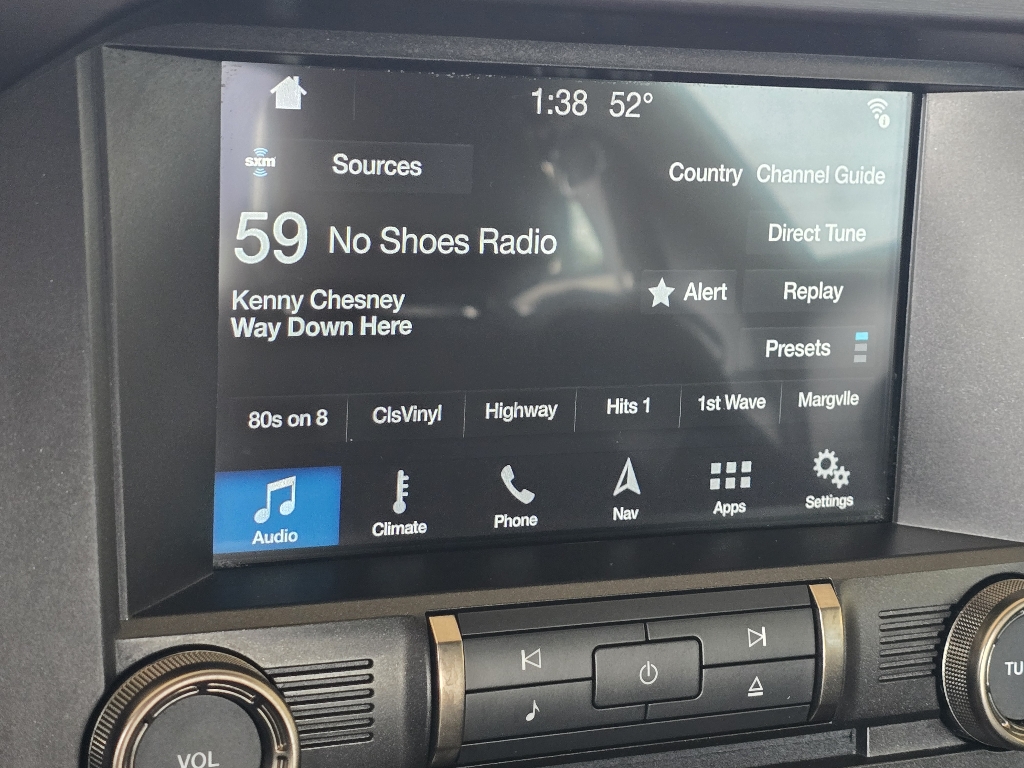 1:38 52°
sxm Sources
Country Channel Guide
59 No Shoes Radio
Direct Tune
Kenny Chesney
Way Down Here
Alert Replay
Presets
80s on 8 ClsVinyl Highway Hits 1 1st Wave Margvlle
Audio Climate Phone Nav Apps Settings
VOL
TU